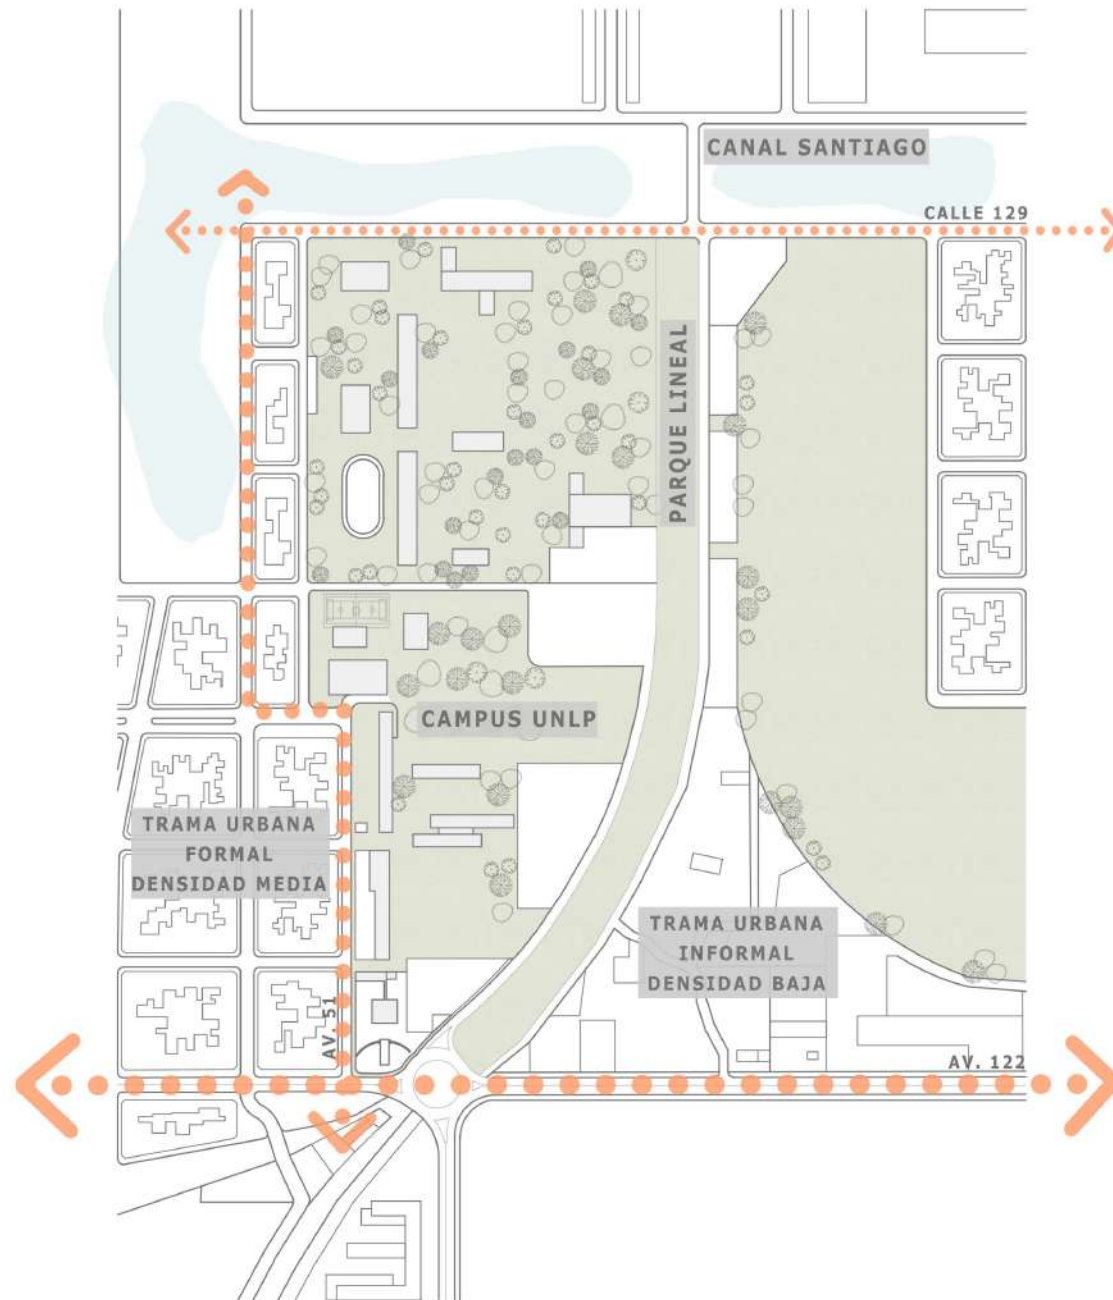 CANAL SANTIAGO
CALLE 129
PARQUE LINEAL
CAMPUS UNLP
TRAMA URBANA
FORMAL
DENSIDAD MEDIA
TRAMA URBANA
INFORMAL
DENSIDAD BAJA
AV. 51
AV. 122